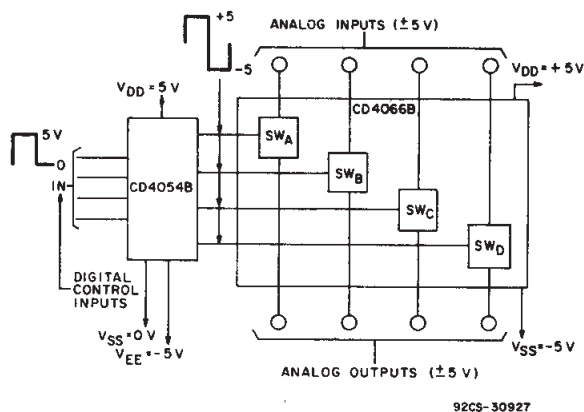 +5
-5
ANALOG INPUTS (±5 V)
VDD = 5 V
VDD = +5 V
CD4066B
5 V
0
IN
CD4054B
SWA
SWB
SWC
SWD
DIGITAL
CONTROL
INPUTS
VSS = 0 V
VEE = -5 V
VSS = -5 V
ANALOG OUTPUTS (±5 V)
92CS-30927